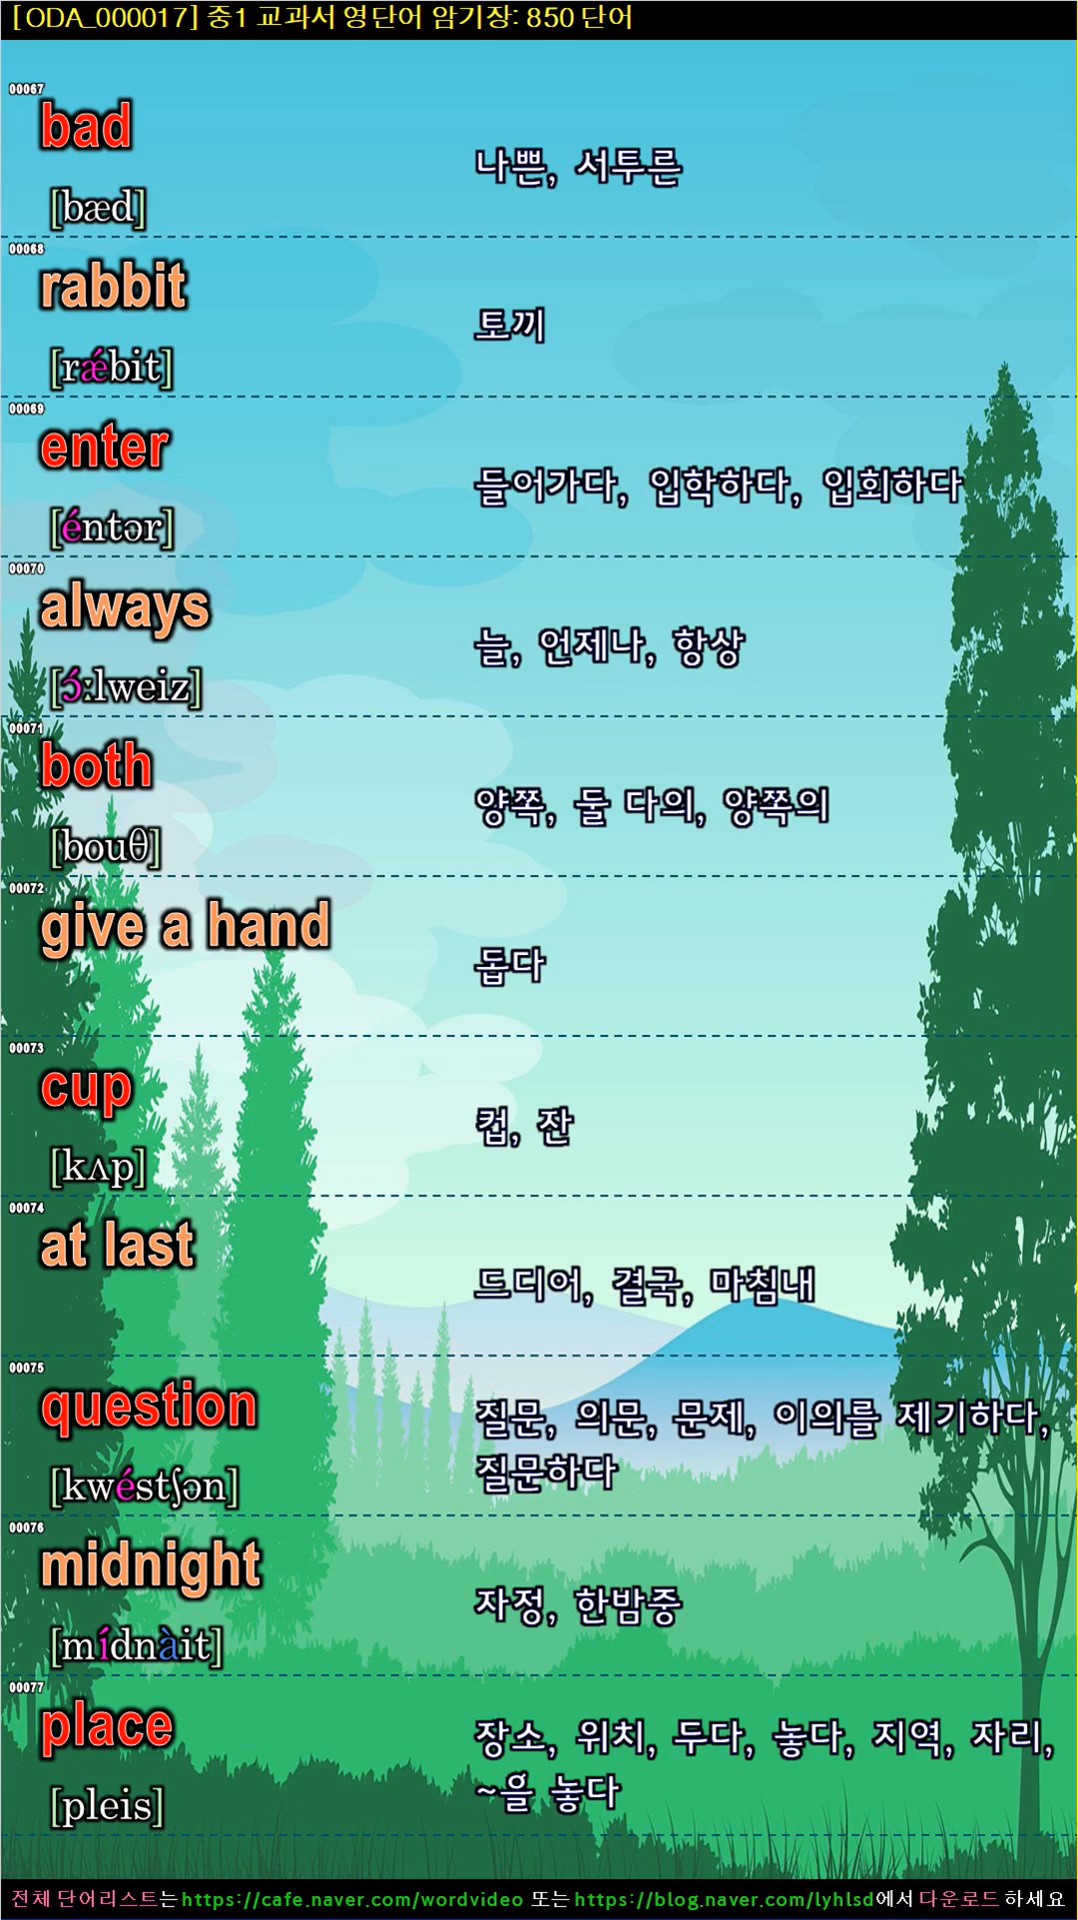 [ODA_000017] 중1 교과서 영단어 암기장: 850 단어
00067
bad
[bæd]
나쁜, 서투른
00068
rabbit
[rǽbit]
토끼
00069
enter
[éntər]
들어가다, 입학하다, 입회하다
00070
always
[ɔ́ːlweiz]
늘, 언제나, 항상
00071
both
[bouθ]
양쪽, 둘 다의, 양쪽의
00072
give a hand
돕다
00073
cup
[kʌp]
컵, 잔
00074
at last
드디어, 결국, 마침내
00075
question
[kwéstʃən]
질문, 의문, 문제, 이의를 제기하다,
질문하다
00076
midnight
[mídnàit]
자정, 한밤중
00077
place
[pleis]
장소, 위치, 두다, 놓다, 지역, 자리,
~을 놓다
전체 단어리스트는 https://cafe.naver.com/wordvideo 또는 https://blog.naver.com/lyhlsd에서 다운로드 하세요